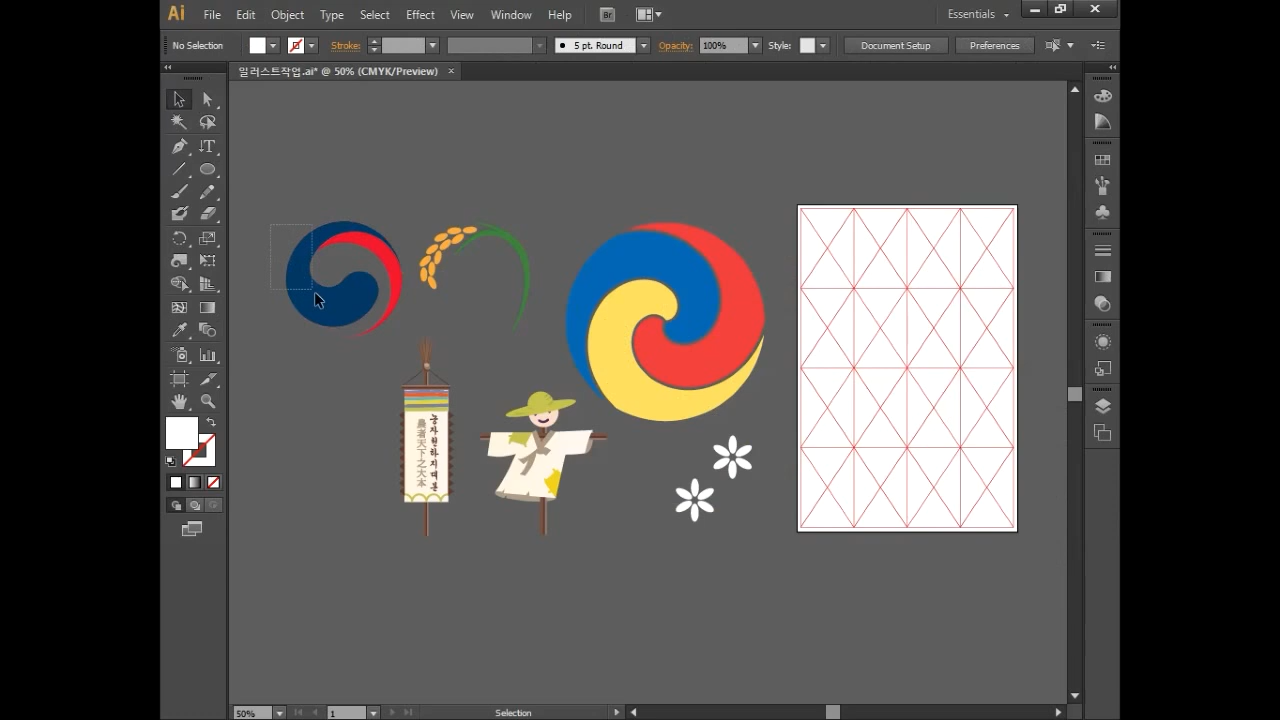 Ai File Edit Object Type Select Effect View Window Help Br Essentials
No Selection Stroke: 5 pt. Round Opacity: 100% Style: Document Setup Preferences
일러스트작업.ai* @ 50% (CMYK/Preview)
농자천하지대본
農者天下之大本
50% 1 Selection